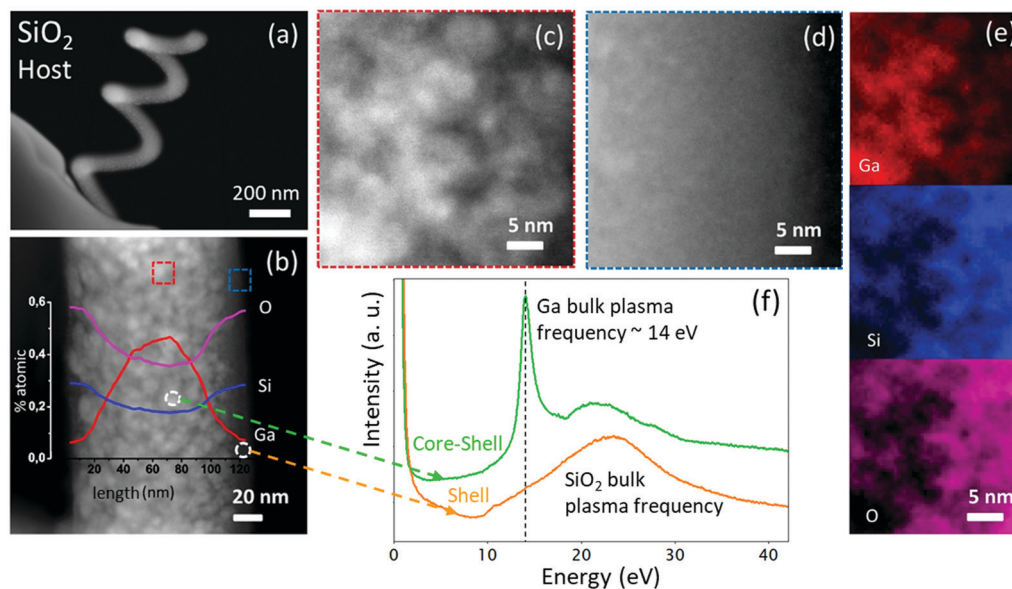 SiO2
Host
(a)
200 nm
(b)
O
Si
Ga
% atomic
0,6
0,4
0,2
0,0
20 40 60 80 100 120
length (nm)
20 nm
(c)
5 nm
(d)
5 nm
(e)
Ga
Si
O
5 nm
(f)
Ga bulk plasma
frequency ~ 14 eV
Core-Shell
Shell
SiO2 bulk
plasma frequency
Intensity (a. u.)
0 10 20 30 40
Energy (eV)